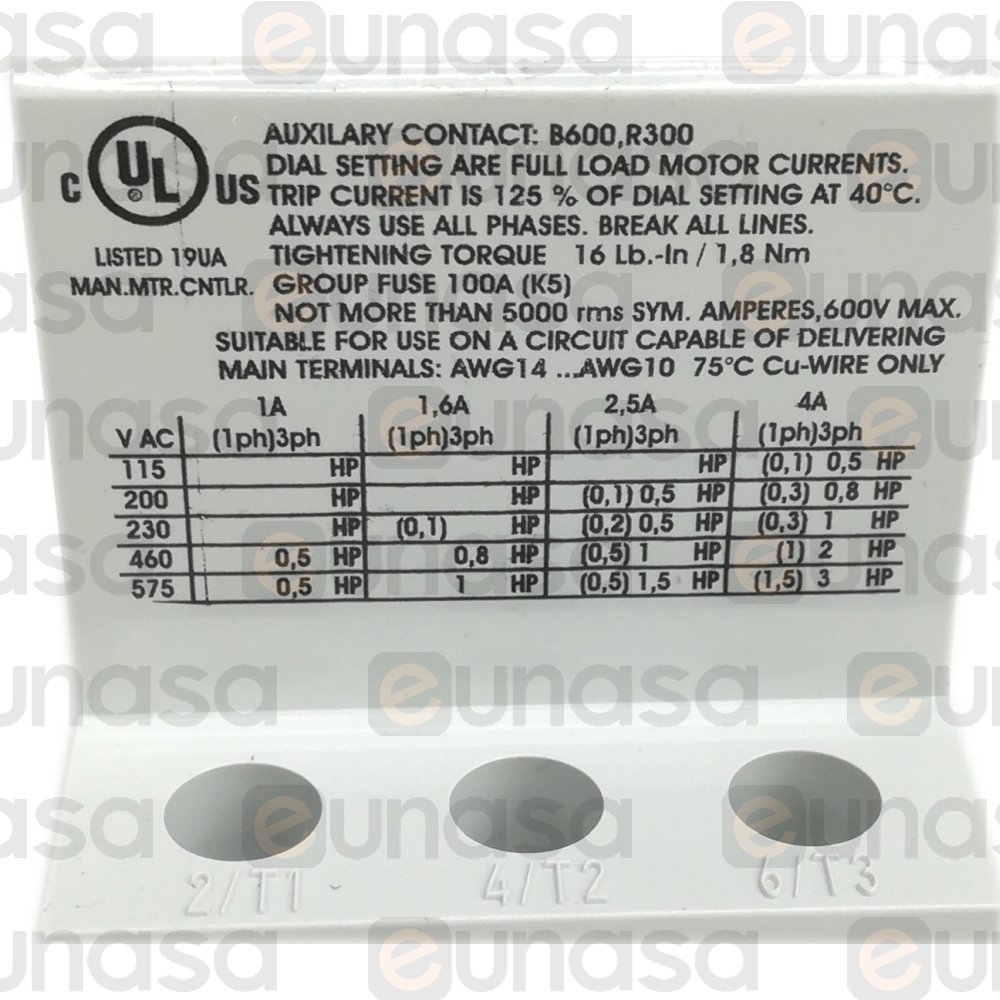 AUXILARY CONTACT: B600,R300
DIAL SETTING ARE FULL LOAD MOTOR CURRENTS.
C UL ® US TRIP CURRENT IS 125 % OF DIAL SETTING AT 40°C.
ALWAYS USE ALL PHASES. BREAK ALL LINES.
LISTED 19UA TIGHTENING TORQUE 16 Lb.-In / 1,8 Nm
MAN.MTR.CNTLR. GROUP FUSE 100A (K5)
NOT MORE THAN 5000 rms SYM. AMPERES,600V MAX.
SUITABLE FOR USE ON A CIRCUIT CAPABLE OF DELIVERING
MAIN TERMINALS: AWG14 ...AWG10 75°C Cu-WIRE ONLY
1A 1,6A 2,5A 4A
V AC (1ph)3ph (1ph)3ph (1ph)3ph (1ph)3ph
115 HP HP HP (0,1) 0,5 HP
200 HP HP (0,1) 0,5 HP (0,3) 0,8 HP
230 HP (0,1) HP (0,2) 0,5 HP (0,3) 1 HP
460 0,5 HP 0,8 HP (0,5) 1 HP (1) 2 HP
575 0,5 HP 1 HP (0,5) 1,5 HP (1,5) 3 HP
2/T1 4/T2 6/T3
eunasa